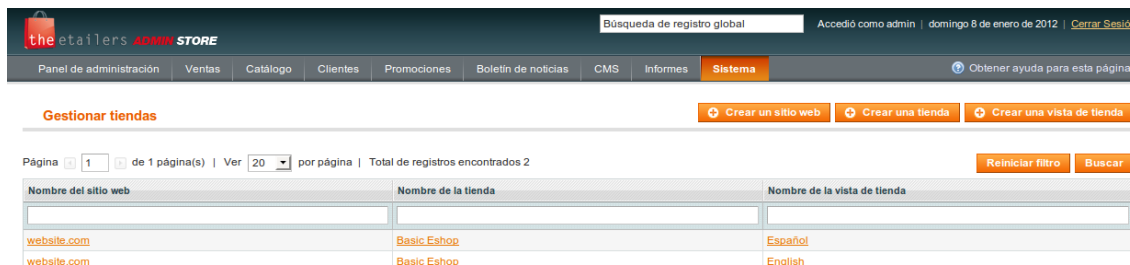 Búsqueda de registro global
Accedió como admin | domingo 8 de enero de 2012 | Cerrar Sesió
the etailers ADMIN STORE
Panel de administración Ventas Catálogo Clientes Promociones Boletín de noticias CMS Informes Sistema Obtener ayuda para esta página
Gestionar tiendas Crear un sitio web Crear una tienda Crear una vista de tienda
Página 1 de 1 página(s) | Ver 20 por página | Total de registros encontrados 2 Reiniciar filtro Buscar
Nombre del sitio web Nombre de la tienda Nombre de la vista de tienda
website.com Basic Eshop Español
website.com Basic Eshop English